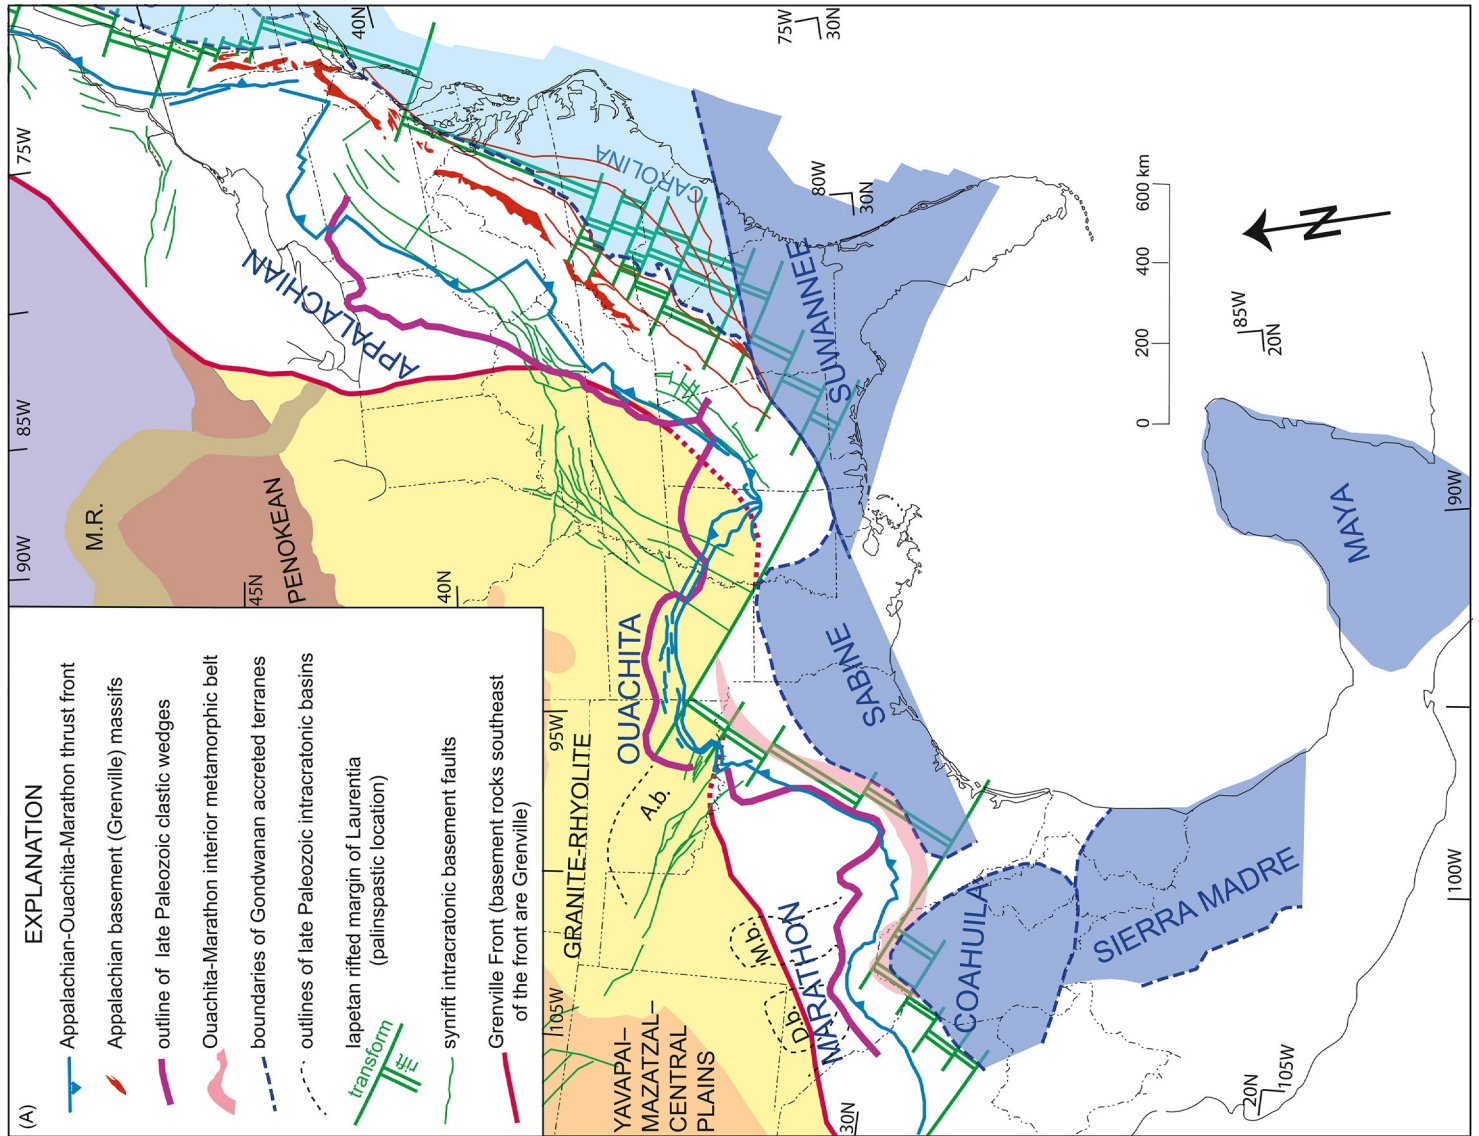 (A)
EXPLANATION
Appalachian-Ouachita-Marathon thrust front
Appalachian basement (Grenville) massifs
outline of late Paleozoic clastic wedges
Ouachita-Marathon interior metamorphic belt
boundaries of Gondwanan accreted terranes
outlines of late Paleozoic intracratonic basins
Iapetan rifted margin of Laurentia
(palinspastic location)
transform
rift
synrift intracratonic basement faults
Grenville Front (basement rocks southeast
of the front are Grenville)
90W
85W
75W
M.R.
PENOKEAN
45N
40N
40N
75W
30N
APPALACHIAN
CAROLINA
80W
30N
SUWANNEE
OUACHITA
95W
GRANITE-RHYOLITE
A.b.
SABINE
105W
YAVAPAI–
MAZATZAL–
CENTRAL
PLAINS
M.b.
D.b.
MARATHON
30N
COAHUILA
SIERRA MADRE
MAYA
0
200
400
600 km
N
85W
20N
90W
100W
20N
105W